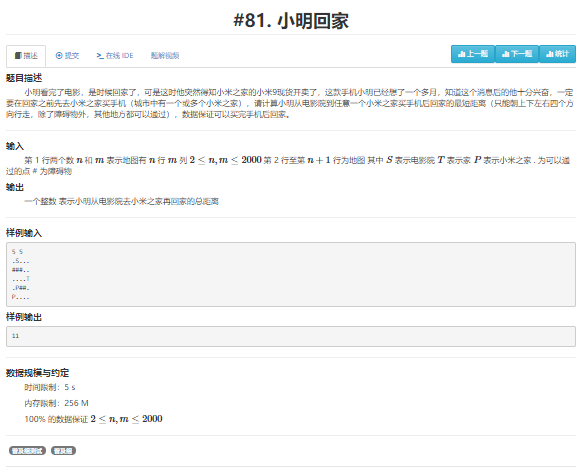 #81. 小明回家
描述
提交
在线 IDE
题解视频
上一题
下一题
统计
题目描述
小明看完了电影，是时候回家了，可是这时他突然得知小米之家的小米9现货开卖了，这款手机小明已经想了一个多月，知道这个消息后的他十分兴奋，一定
要在回家之前先去小米之家买手机（城市中有一个或多个小米之家），请计算小明从电影院到任意一个小米之家买手机后回家的最短距离（只能朝上下左右四个方
向行走，除了障碍物外，其他地方都可以通过），数据保证可以买完手机后回家。
输入
第 1 行两个数 n 和 m 表示地图有 n 行 m 列 2 ≤ n, m ≤ 2000 第 2 行至第 n + 1 行为地图 其中 S 表示电影院 T 表示家 P 表示小米之家 . 为可以通
过的点 # 为障碍物
输出
一个整数 表示小明从电影院去小米之家再回家的总距离
样例输入
5 5
.S...
###..
....T
.P##.
P....
样例输出
11
数据规模与约定
时间限制：5 s
内存限制：256 M
100% 的数据保证 2 ≤ n, m ≤ 2000